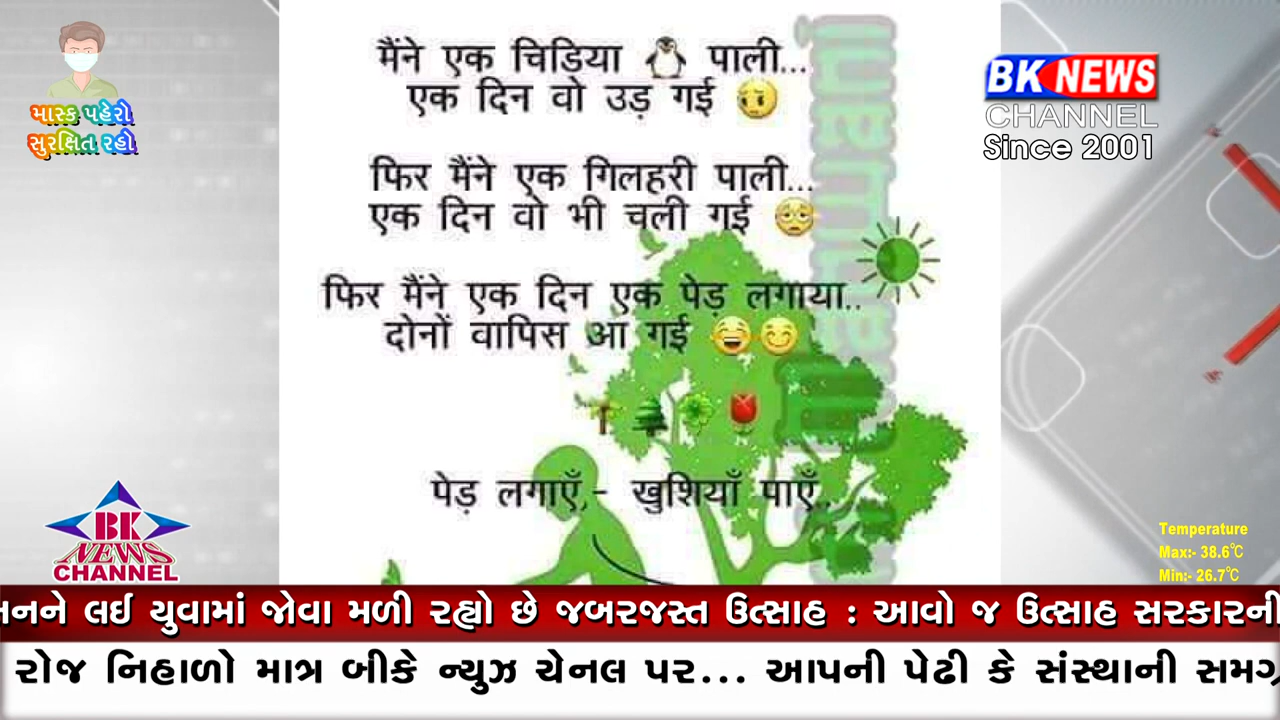 मैंने एक चिडिया 🐧 पाली...
एक दिन वो उड़ गई 🤢
फिर मैंने एक गिलहरी पाली...
एक दिन वो भी चली गई 🥺
फिर मैंने एक दिन एक पेड़ लगाया..
दोनों वापिस आ गई 😄😊
🌴🌲🍀🌹
पेड़ लगाएँ,- खुशियाँ पाएँ..
માસ્ક પહેરો
સુરક્ષિત રહો
BK NEWS
CHANNEL
Since 2001
BK
NEWS
CHANNEL
Temperature
Max:- 38.6℃
Min:- 26.7℃
લઈ યુવામાં જોવા મળી રહ્યો છે જબરજસ્ત ઉત્સાહ : આવો જ ઉત્સાહ સરકારની
રોજ નિહાળો માત્ર બીકે ન્યુઝ ચેનલ પર... આપની પેઢી કે સંસ્થાની